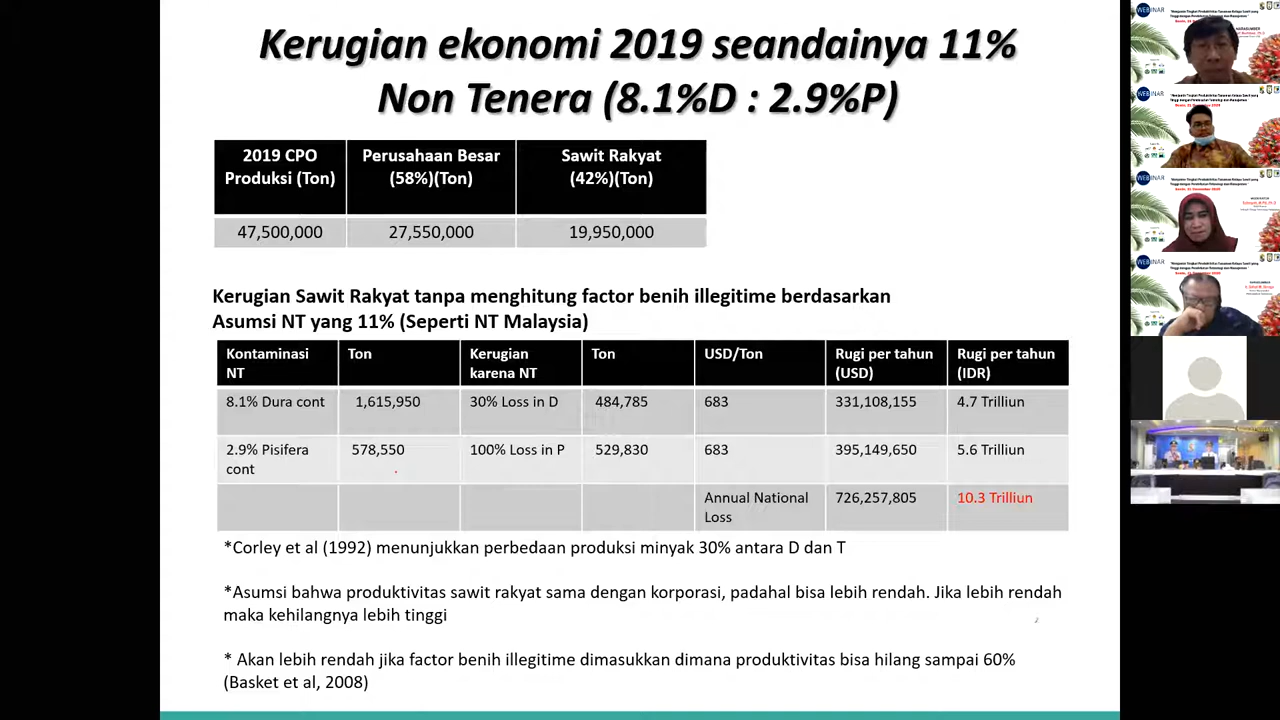 Kerugian ekonomi 2019 seandainya 11%
Non Tenera (8.1%D : 2.9%P)
2019 CPO Produksi (Ton)
Perusahaan Besar (58%)(Ton)
Sawit Rakyat (42%)(Ton)
47,500,000
27,550,000
19,950,000
Kerugian Sawit Rakyat tanpa menghitung factor benih illegitime berdasarkan
Asumsi NT yang 11% (Seperti NT Malaysia)
Kontaminasi NT
Ton
Kerugian karena NT
Ton
USD/Ton
Rugi per tahun (USD)
Rugi per tahun (IDR)
8.1% Dura cont
1,615,950
30% Loss in D
484,785
683
331,108,155
4.7 Trilliun
2.9% Pisifera cont
578,550
100% Loss in P
529,830
683
395,149,650
5.6 Trilliun
Annual National Loss
726,257,805
10.3 Trilliun
*Corley et al (1992) menunjukkan perbedaan produksi minyak 30% antara D dan T
*Asumsi bahwa produktivitas sawit rakyat sama dengan korporasi, padahal bisa lebih rendah. Jika lebih rendah
maka kehilangnya lebih tinggi
* Akan lebih rendah jika factor benih illegitime dimasukkan dimana produktivitas bisa hilang sampai 60%
(Basket et al, 2008)
WEBINAR
WEBINAR
WEBINAR
WEBINAR